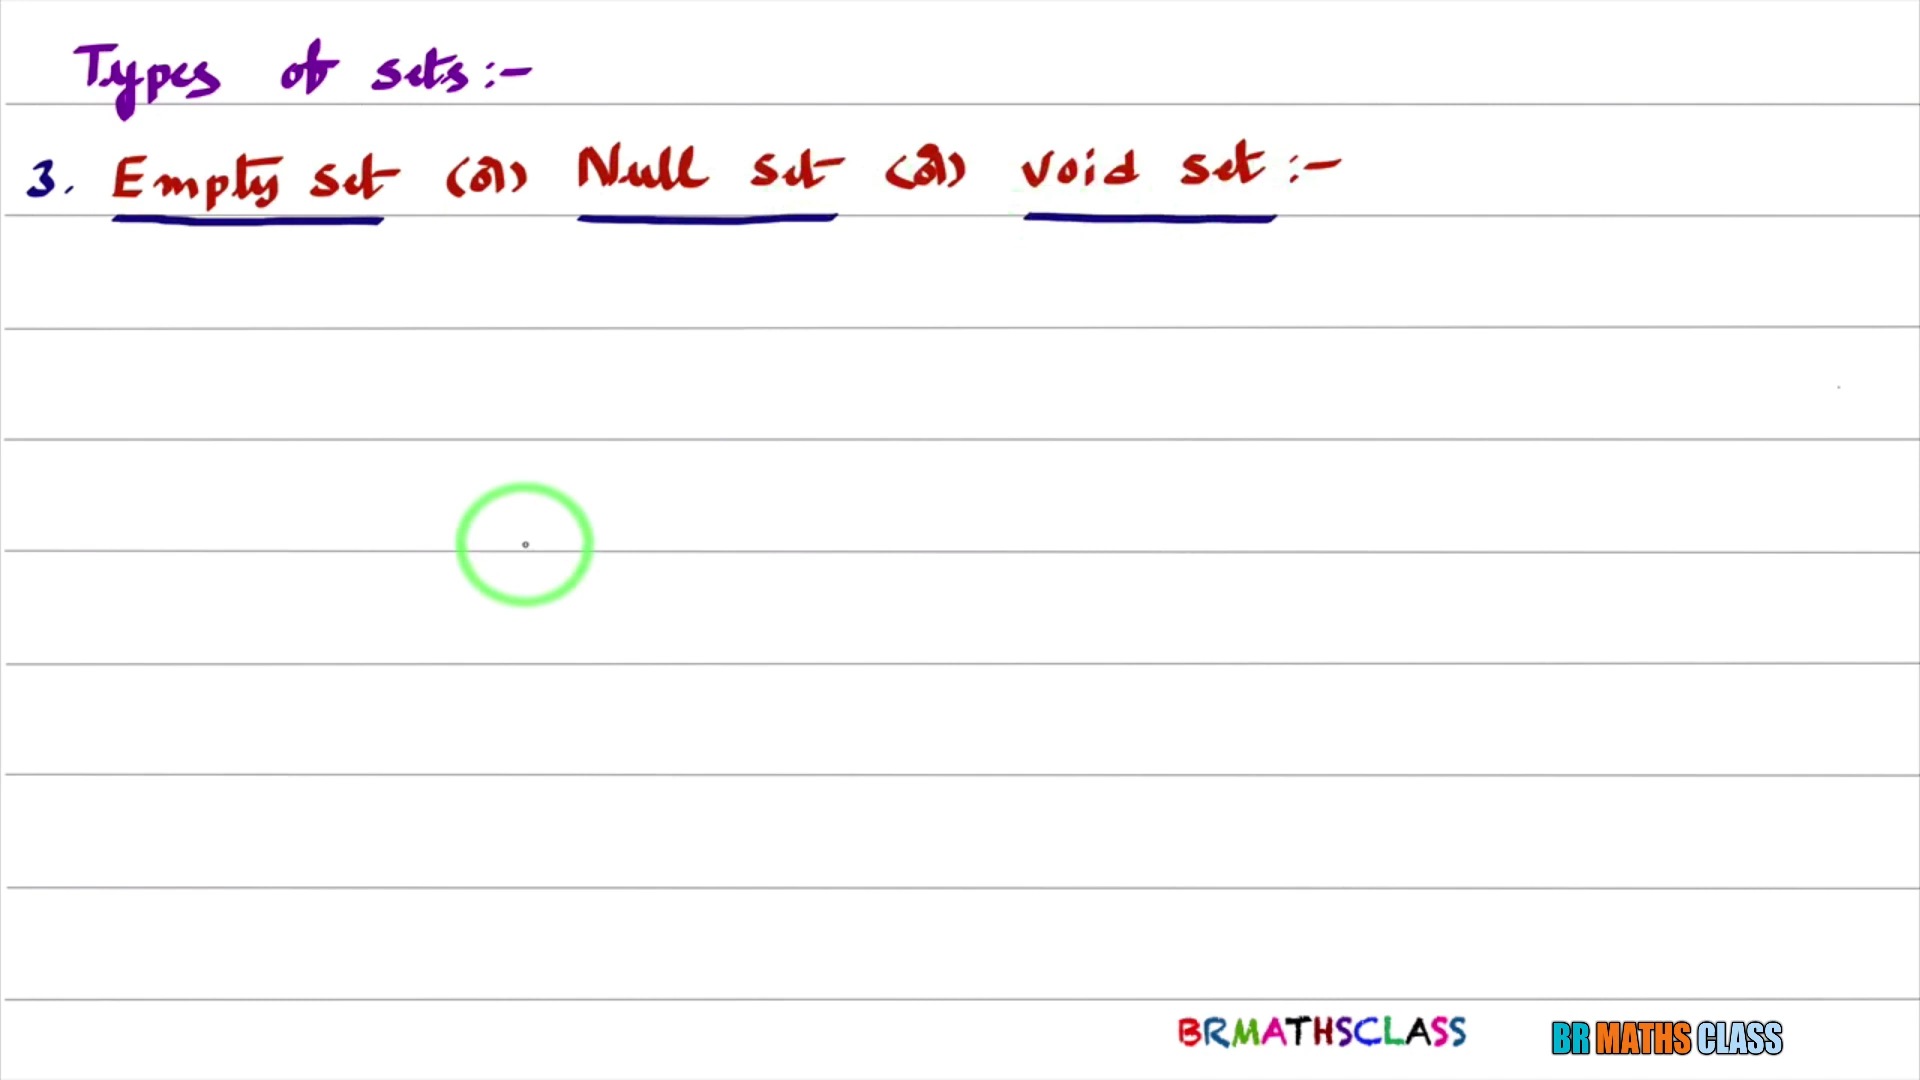 Types of sets:-
3. Empty set (or) Null set (or) void set:-
BRMATHSCLASS
BR MATHS CLASS